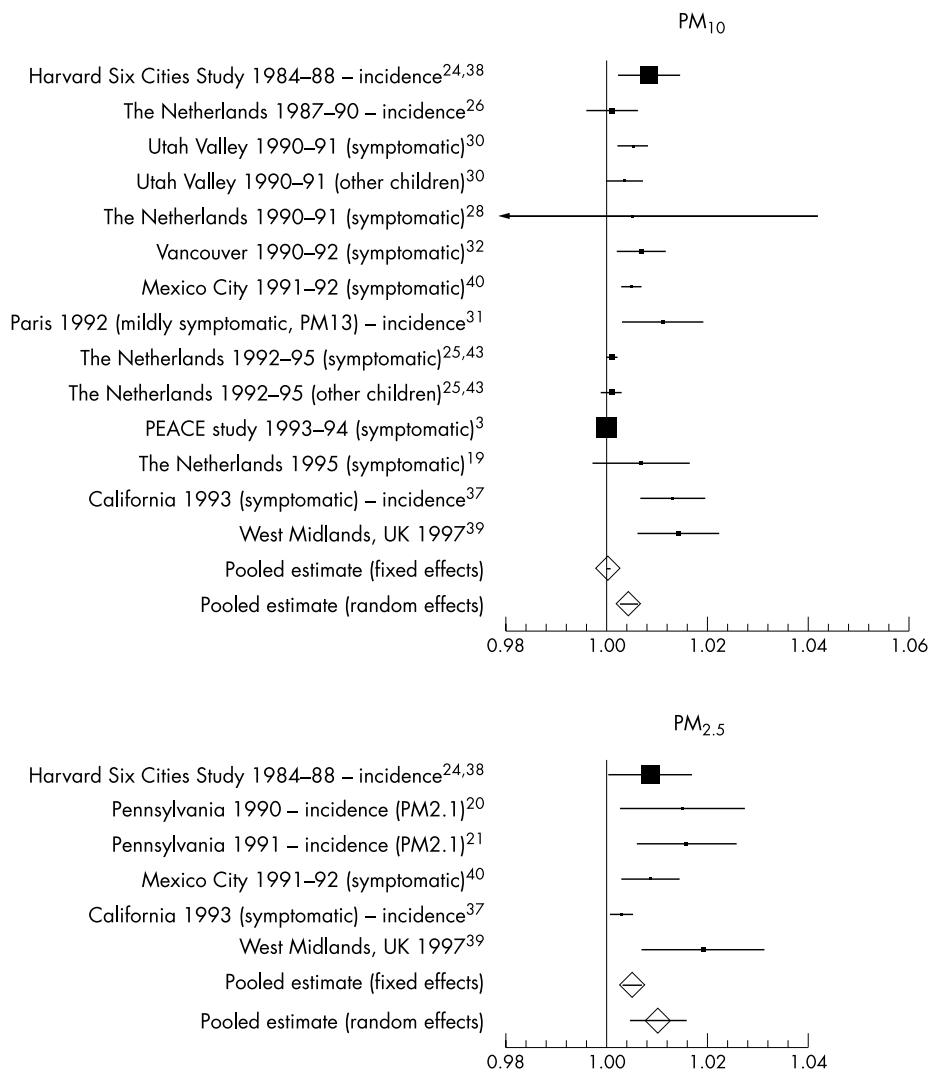 PM10
Harvard Six Cities Study 1984–88 – incidence24,38
The Netherlands 1987–90 – incidence26
Utah Valley 1990–91 (symptomatic)30
Utah Valley 1990–91 (other children)30
The Netherlands 1990–91 (symptomatic)28
Vancouver 1990–92 (symptomatic)32
Mexico City 1991–92 (symptomatic)40
Paris 1992 (mildly symptomatic, PM13) – incidence31
The Netherlands 1992–95 (symptomatic)25,43
The Netherlands 1992–95 (other children)25,43
PEACE study 1993–94 (symptomatic)3
The Netherlands 1995 (symptomatic)19
California 1993 (symptomatic) – incidence37
West Midlands, UK 199739
Pooled estimate (fixed effects)
Pooled estimate (random effects)
0.98 1.00 1.02 1.04 1.06
PM2.5
Harvard Six Cities Study 1984–88 – incidence24,38
Pennsylvania 1990 – incidence (PM2.1)20
Pennsylvania 1991 – incidence (PM2.1)21
Mexico City 1991–92 (symptomatic)40
California 1993 (symptomatic) – incidence37
West Midlands, UK 199739
Pooled estimate (fixed effects)
Pooled estimate (random effects)
0.98 1.00 1.02 1.04